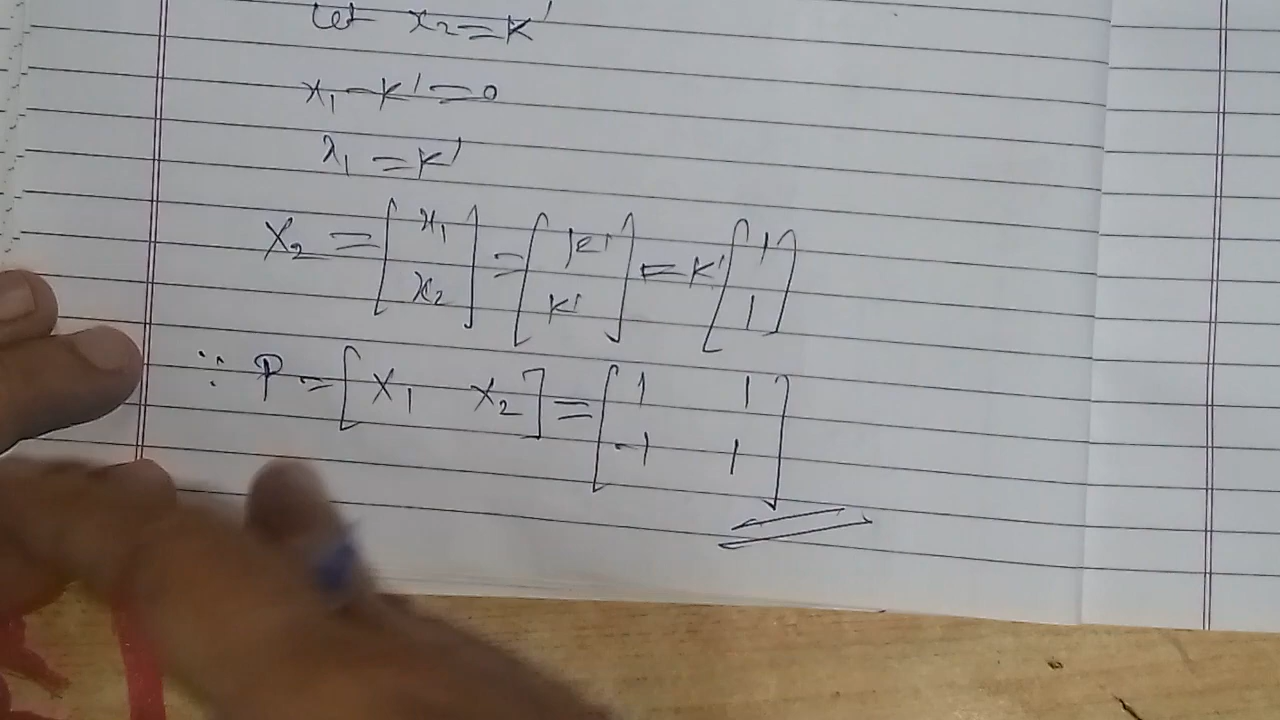 Let x₂ = k'
x₁ - k' = 0
x₁ = k'
X₂ = [x₁ x₂] = [k' k'] = k' [1 1]
∵ P = [X₁ X₂] = [1 1 -1 1]